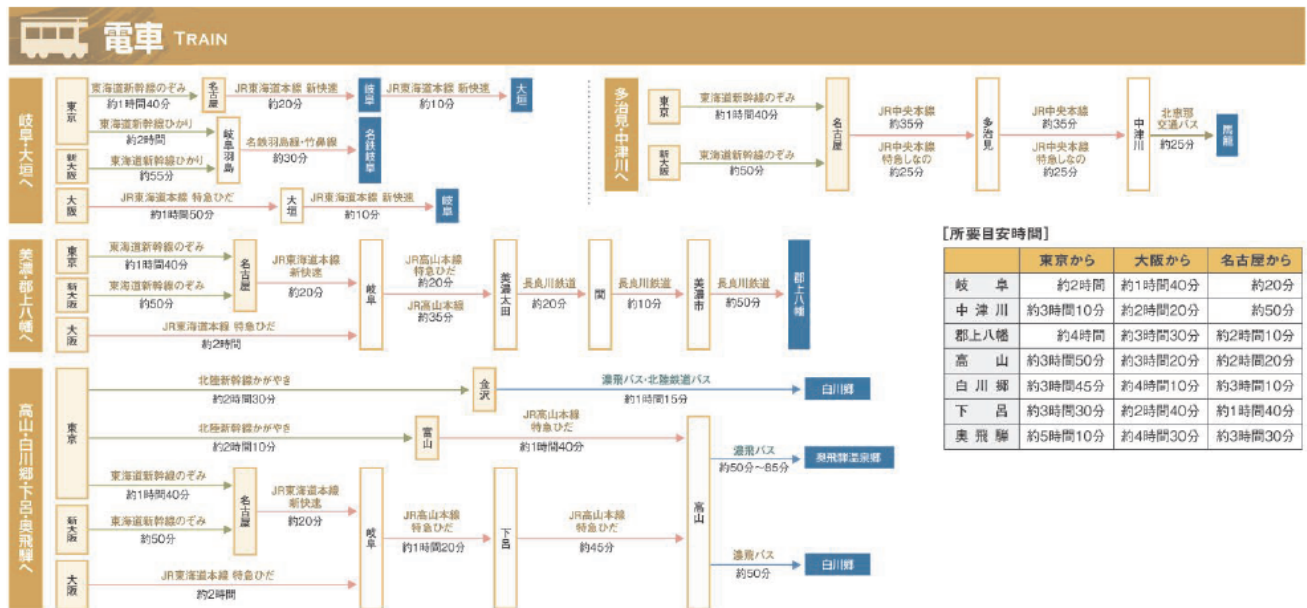 電車 TRAIN
岐阜・大垣へ
東京
東海道新幹線のぞみ
約1時間40分
名古屋
JR東海道本線 新快速
約20分
岐阜
JR東海道本線 新快速
約10分
大垣
東海道新幹線ひかり
約2時間
岐阜羽島
名鉄羽島線・竹鼻線
約30分
名鉄岐阜
新大阪
東海道新幹線ひかり
約55分
大阪
JR東海道本線 特急ひだ
約1時間50分
大垣
JR東海道本線 新快速
約10分
岐阜
多治見・中津川へ
東京
東海道新幹線のぞみ
約1時間40分
新大阪
東海道新幹線のぞみ
約50分
名古屋
JR中央本線
約35分
JR中央本線
特急しなの
約25分
多治見
JR中央本線
約35分
JR中央本線
特急しなの
約25分
中津川
北恵那
交通バス
約25分
馬籠
美濃・郡上八幡へ
東京
東海道新幹線のぞみ
約1時間40分
新大阪
東海道新幹線のぞみ
約50分
名古屋
JR東海道本線
新快速
約20分
大阪
JR東海道本線 特急ひだ
約2時間
岐阜
JR高山本線
特急ひだ
約20分
JR高山本線
約35分
美濃太田
長良川鉄道
約20分
関
長良川鉄道
約10分
美濃市
長良川鉄道
約50分
郡上八幡
高山・白川郷・下呂・奥飛騨へ
東京
北陸新幹線かがやき
約2時間30分
金沢
濃飛バス・北陸鉄道バス
約1時間15分
白川郷
北陸新幹線かがやき
約2時間10分
富山
JR高山本線
特急ひだ
約1時間40分
東海道新幹線のぞみ
約1時間40分
新大阪
東海道新幹線のぞみ
約50分
名古屋
JR東海道本線
新快速
約20分
大阪
JR東海道本線 特急ひだ
約2時間
岐阜
JR高山本線
特急ひだ
約1時間20分
下呂
JR高山本線
特急ひだ
約45分
高山
濃飛バス
約50分～85分
奥飛騨温泉郷
濃飛バス
約50分
白川郷
[所要目安時間]
東京から 大阪から 名古屋から
岐阜 約2時間 約1時間40分 約20分
中津川 約3時間10分 約2時間20分 約50分
郡上八幡 約4時間 約3時間30分 約2時間10分
高山 約3時間50分 約3時間20分 約2時間20分
白川郷 約3時間45分 約4時間10分 約3時間10分
下呂 約3時間30分 約2時間40分 約1時間40分
奥飛騨 約5時間10分 約4時間30分 約3時間30分